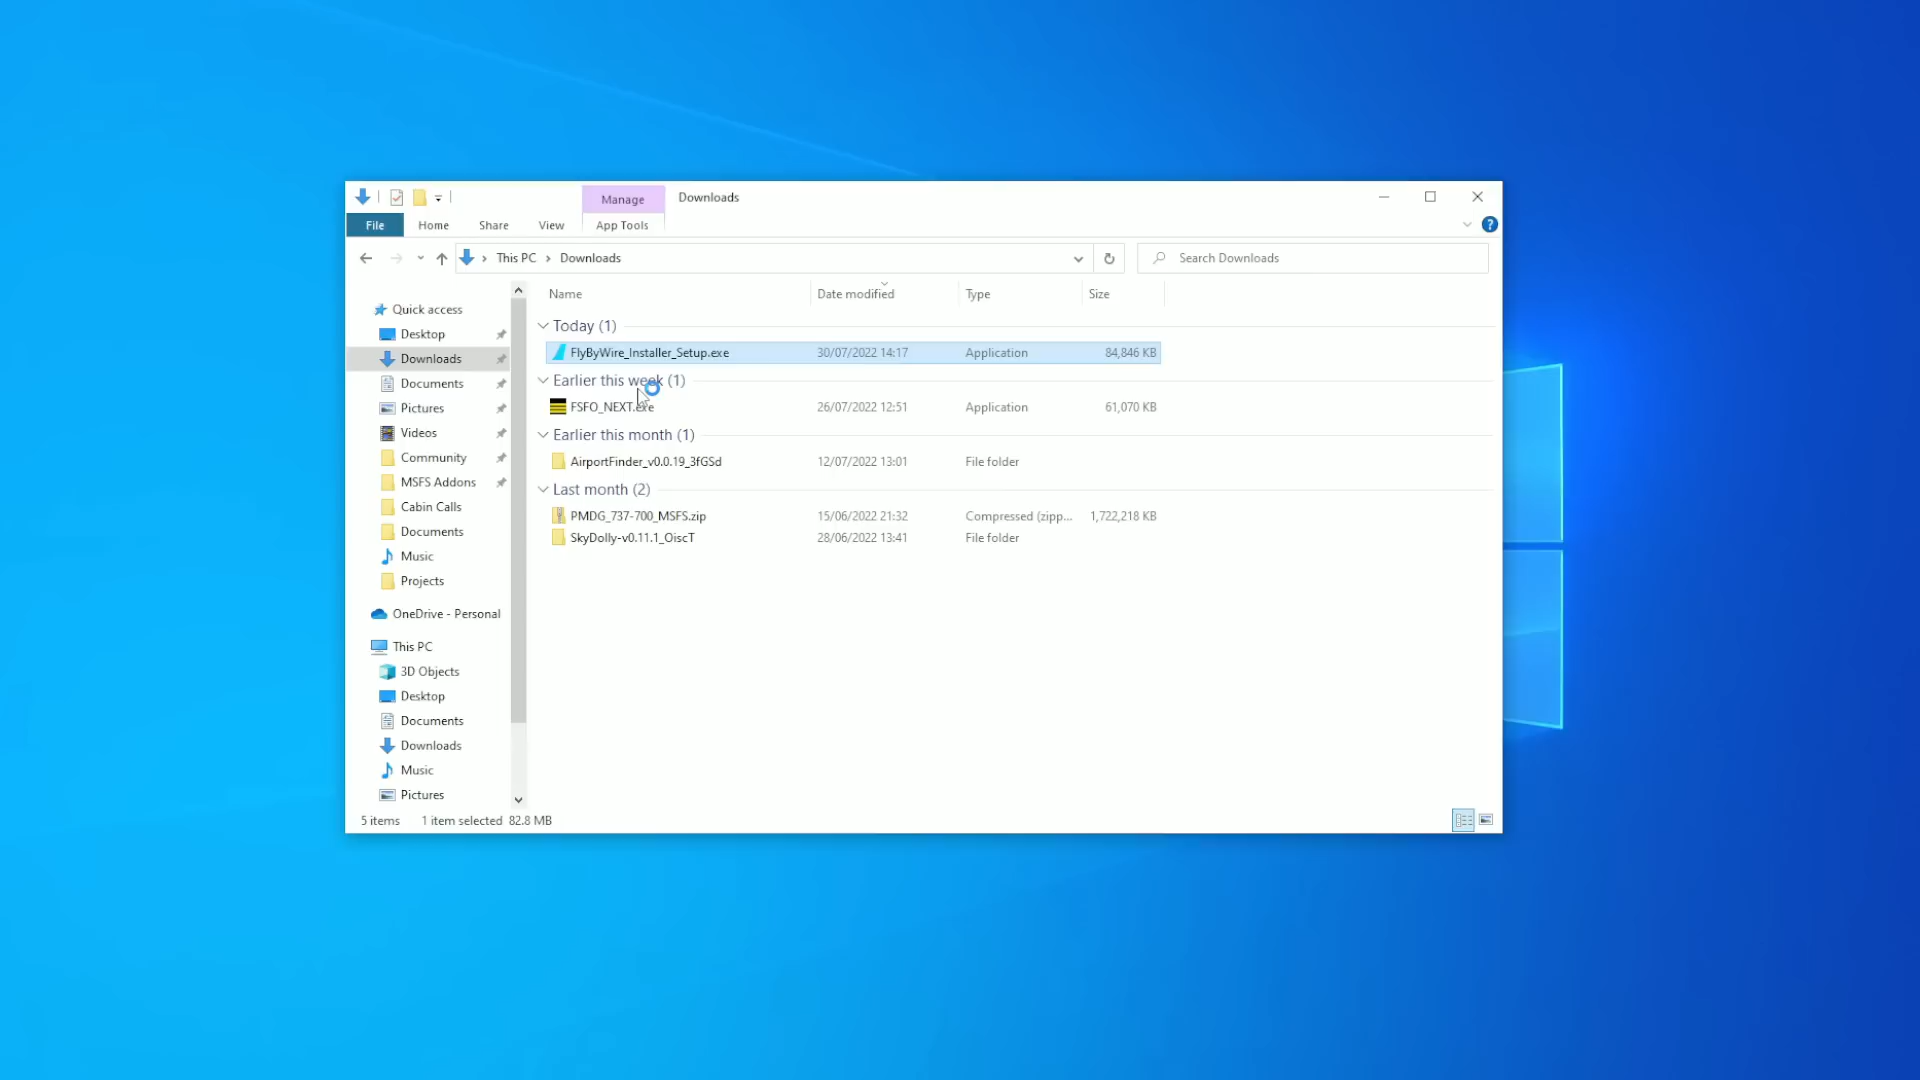 Manage
Downloads
File
Home
Share
View
App Tools
This PC
Downloads
Search Downloads
Name
Date modified
Type
Size
Quick access
Desktop
Downloads
Documents
Pictures
Videos
Community
MSFS Addons
Cabin Calls
Documents
Music
Projects
OneDrive - Personal
This PC
3D Objects
Desktop
Documents
Downloads
Music
Pictures
Today (1)
FlyByWire_Installer_Setup.exe 30/07/2022 14:17 Application 84,846 KB
Earlier this week (1)
FSFO_NEXT.exe 26/07/2022 12:51 Application 61,070 KB
Earlier this month (1)
AirportFinder_v0.0.19_3fGSd 12/07/2022 13:01 File folder
Last month (2)
PMDG_737-700_MSFS.zip 15/06/2022 21:32 Compressed (zipp... 1,722,218 KB
SkyDolly-v0.11.1_OiscT 28/06/2022 13:41 File folder
5 items 1 item selected 82.8 MB